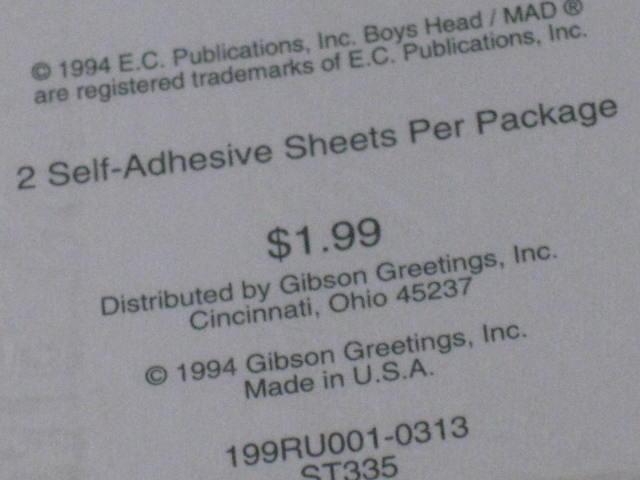 © 1994 E.C. Publications, Inc. Boys Head / MAD ®
are registered trademarks of E.C. Publications, Inc.
2 Self-Adhesive Sheets Per Package
$1.99
Distributed by Gibson Greetings, Inc.
Cincinnati, Ohio 45237
© 1994 Gibson Greetings, Inc.
Made in U.S.A.
199RU001-0313
ST335